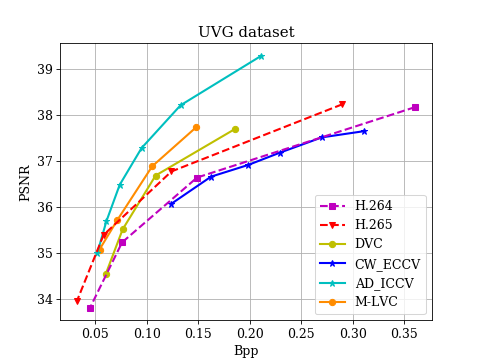 UVG dataset
PSNR
39
38
37
36
35
34
0.05 0.10 0.15 0.20 0.25 0.30 0.35
Bpp
H.264
H.265
DVC
CW_ECCV
AD_ICCV
M-LVC